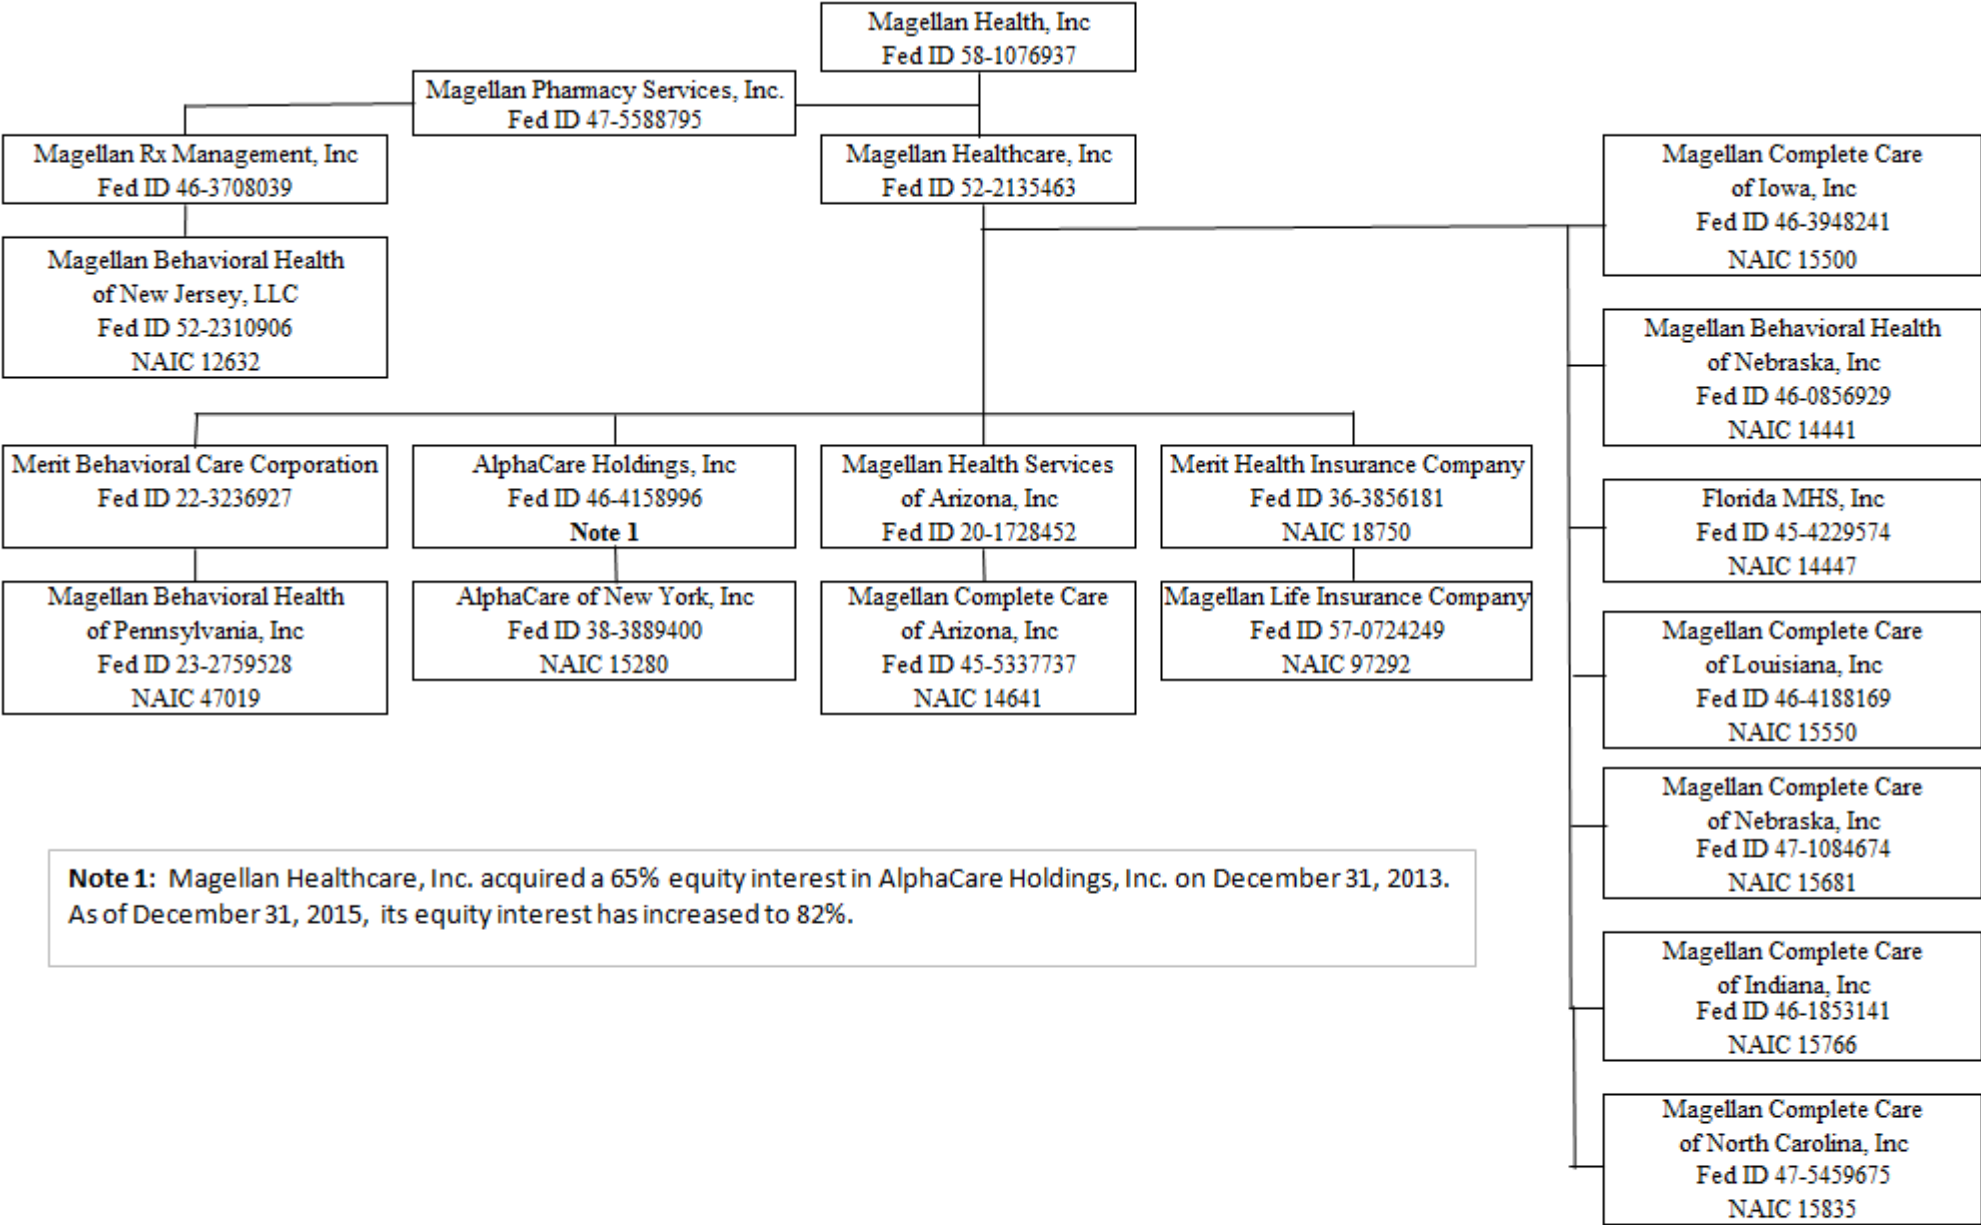 Magellan Health, Inc
Fed ID 58-1076937
Magellan Pharmacy Services, Inc.
Fed ID 47-5588795
Magellan Rx Management, Inc
Fed ID 46-3708039
Magellan Healthcare, Inc
Fed ID 52-2135463
Magellan Complete Care
of Iowa, Inc
Fed ID 46-3948241
NAIC 15500
Magellan Behavioral Health
of New Jersey, LLC
Fed ID 52-2310906
NAIC 12632
Magellan Behavioral Health
of Nebraska, Inc
Fed ID 46-0856929
NAIC 14441
Merit Behavioral Care Corporation
Fed ID 22-3236927
AlphaCare Holdings, Inc
Fed ID 46-4158996
Note 1
Magellan Health Services
of Arizona, Inc
Fed ID 20-1728452
Merit Health Insurance Company
Fed ID 36-3856181
NAIC 18750
Florida MHS, Inc
Fed ID 45-4229574
NAIC 14447
Magellan Behavioral Health
of Pennsylvania, Inc
Fed ID 23-2759528
NAIC 47019
AlphaCare of New York, Inc
Fed ID 38-3889400
NAIC 15280
Magellan Complete Care
of Arizona, Inc
Fed ID 45-5337737
NAIC 14641
Magellan Life Insurance Company
Fed ID 57-0724249
NAIC 97292
Magellan Complete Care
of Louisiana, Inc
Fed ID 46-4188169
NAIC 15550
Magellan Complete Care
of Nebraska, Inc
Fed ID 47-1084674
NAIC 15681
Note 1: Magellan Healthcare, Inc. acquired a 65% equity interest in AlphaCare Holdings, Inc. on December 31, 2013.
As of December 31, 2015, its equity interest has increased to 82%.
Magellan Complete Care
of Indiana, Inc
Fed ID 46-1853141
NAIC 15766
Magellan Complete Care
of North Carolina, Inc
Fed ID 47-5459675
NAIC 15835